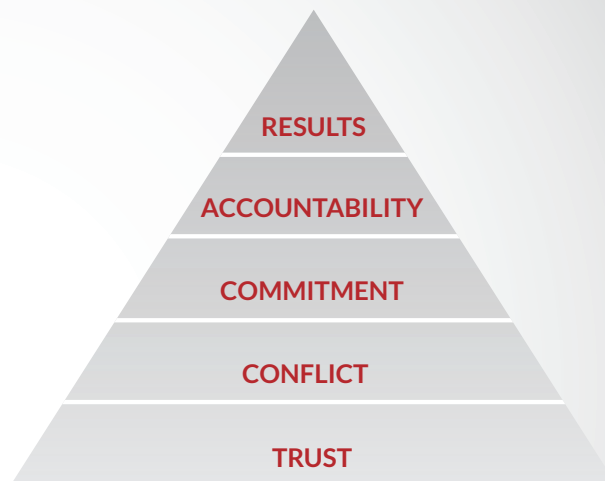 RESULTS
ACCOUNTABILITY
COMMITMENT
CONFLICT
TRUST